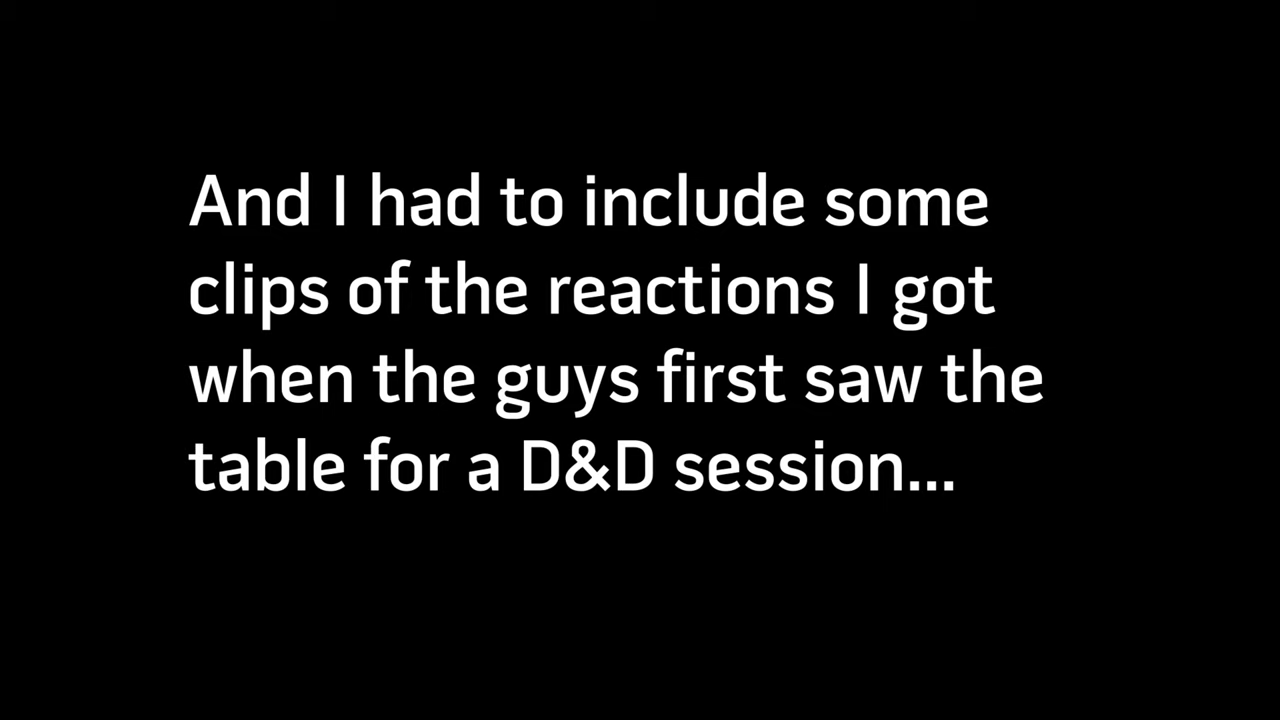 And I had to include some
clips of the reactions I got
when the guys first saw the
table for a D&D session...